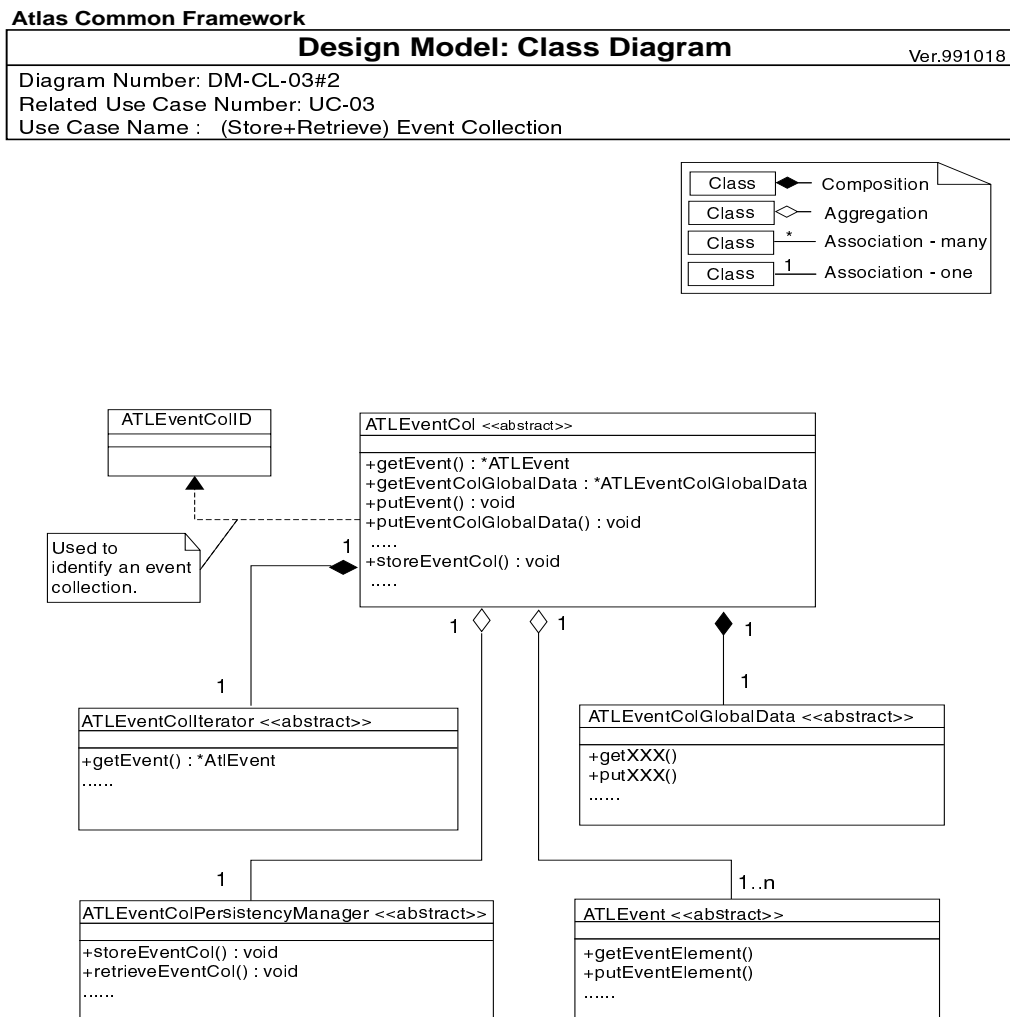 Atlas Common Framework
Design Model: Class Diagram
Ver.991018
Diagram Number: DM-CL-03#2
Related Use Case Number: UC-03
Use Case Name :   (Store+Retrieve) Event Collection
Class Composition
Class Aggregation
Class * Association - many
Class 1 Association - one
ATLEventColID
ATLEventCol <<abstract>>
+getEvent() : *ATLEvent
+getEventColGlobalData : *ATLEventColGlobalData
+putEvent() : void
+putEventColGlobalData() : void
.....
+storeEventCol() : void
.....
Used to
identify an event
collection.
1
1
1
1
1
1
ATLEventColIterator <<abstract>>
+getEvent() : *AtlEvent
......
ATLEventColGlobalData <<abstract>>
+getXXX()
+putXXX()
......
1
1..n
ATLEventColPersistencyManager <<abstract>>
+storeEventCol() : void
+retrieveEventCol() : void
......
ATLEvent <<abstract>>
+getEventElement()
+putEventElement()
......